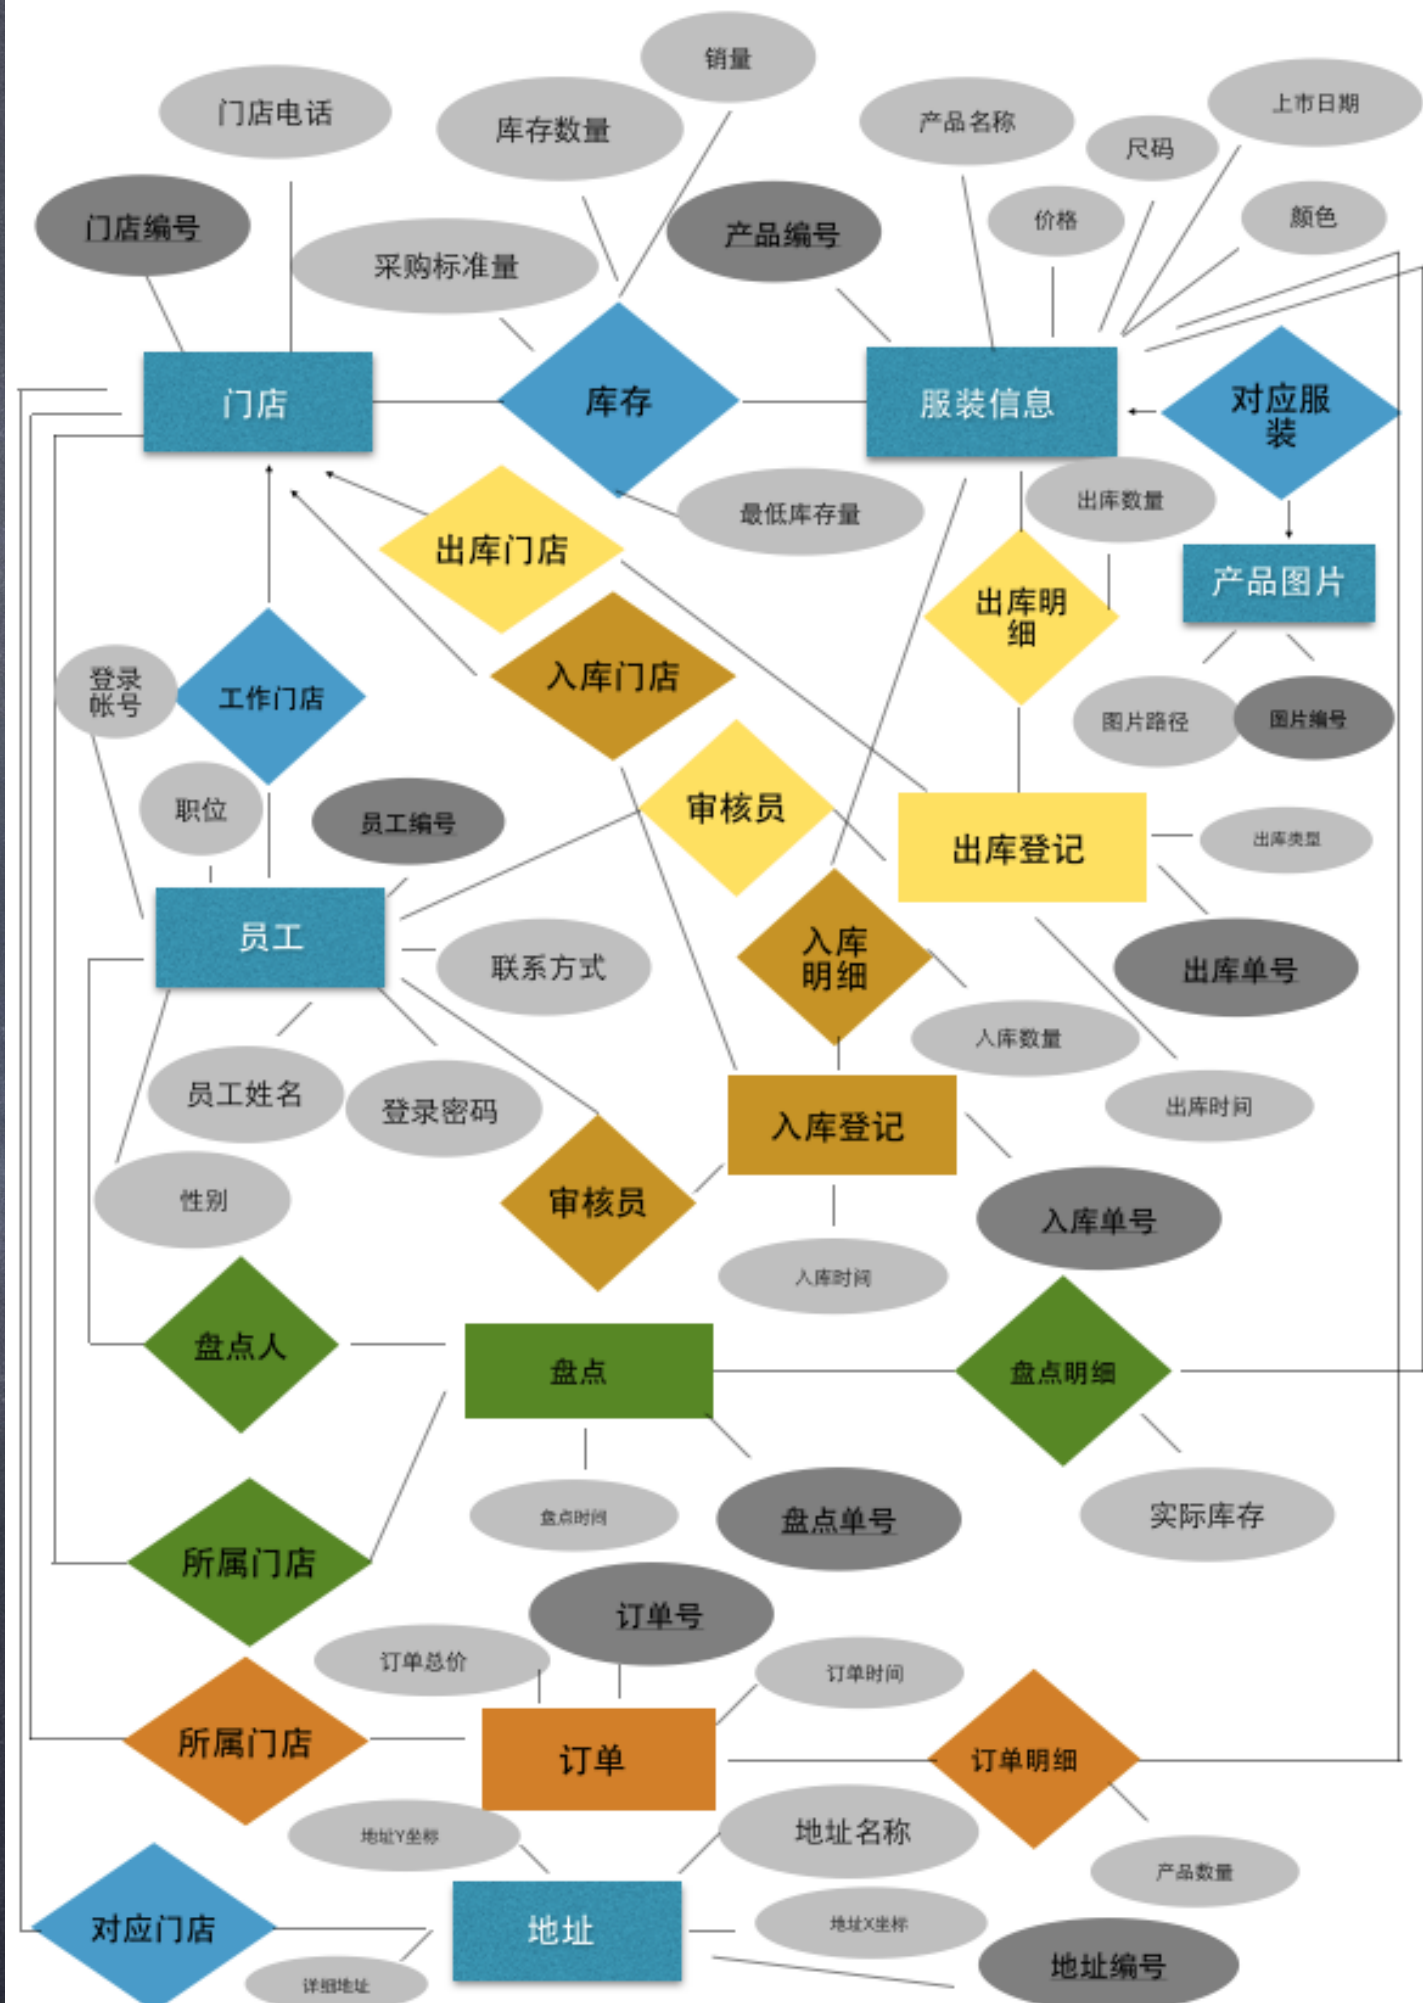 销量
门店电话
库存数量
产品名称
上市日期
尺码
门店编号
产品编号
价格
颜色
采购标准量
门店
库存
服装信息
对应服
装
最低库存量
出库数量
出库门店
产品图片
出库明
细
登录
帐号
工作门店
入库门店
图片路径
图片编号
职位
员工编号
审核员
出库登记
出库类型
员工
联系方式
入库
明细
出库单号
入库数量
员工姓名
登录密码
入库登记
出库时间
性别
审核员
入库单号
入库时间
盘点人
盘点
盘点明细
盘点时间
盘点单号
实际库存
所属门店
订单号
订单总价
订单时间
所属门店
订单
订单明细
地址Y坐标
地址名称
产品数量
对应门店
地址
地址X坐标
地址编号
详细地址